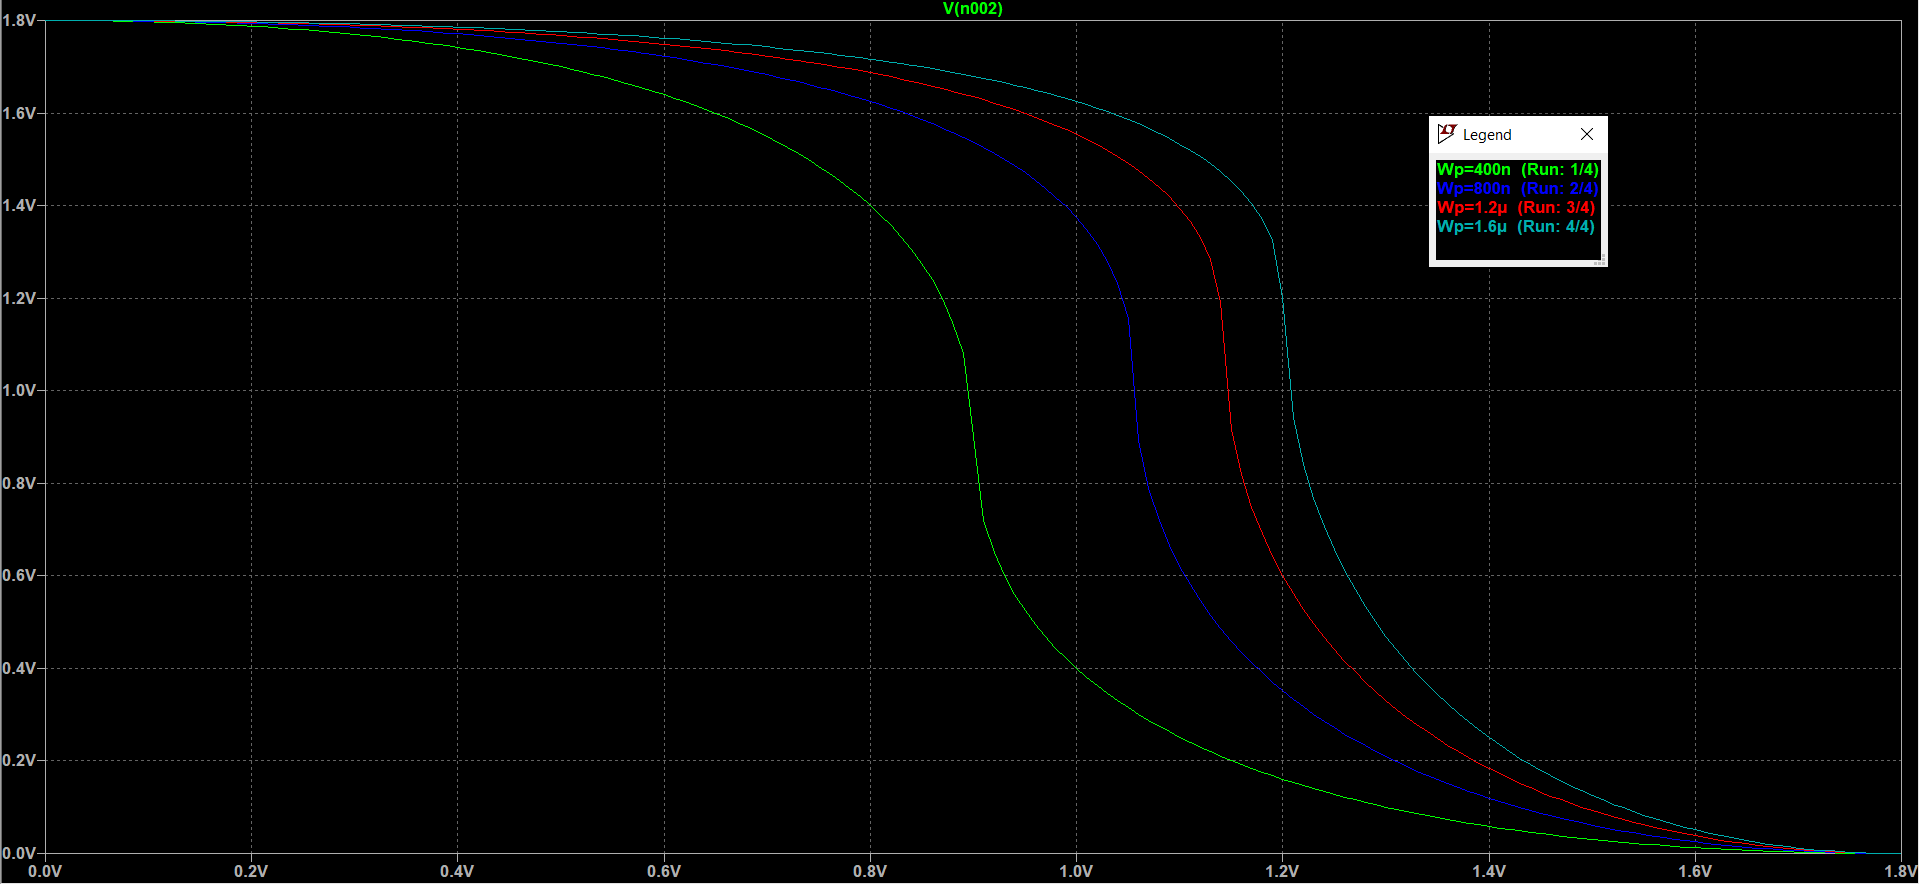 V(n002)
1.8V
1.6V
1.4V
1.2V
1.0V
0.8V
0.6V
0.4V
0.2V
0.0V
0.0V 0.2V 0.4V 0.6V 0.8V 1.0V 1.2V 1.4V 1.6V 1.8V
Legend
Wp=400n (Run: 1/4)
Wp=800n (Run: 2/4)
Wp=1.2µ (Run: 3/4)
Wp=1.6µ (Run: 4/4)